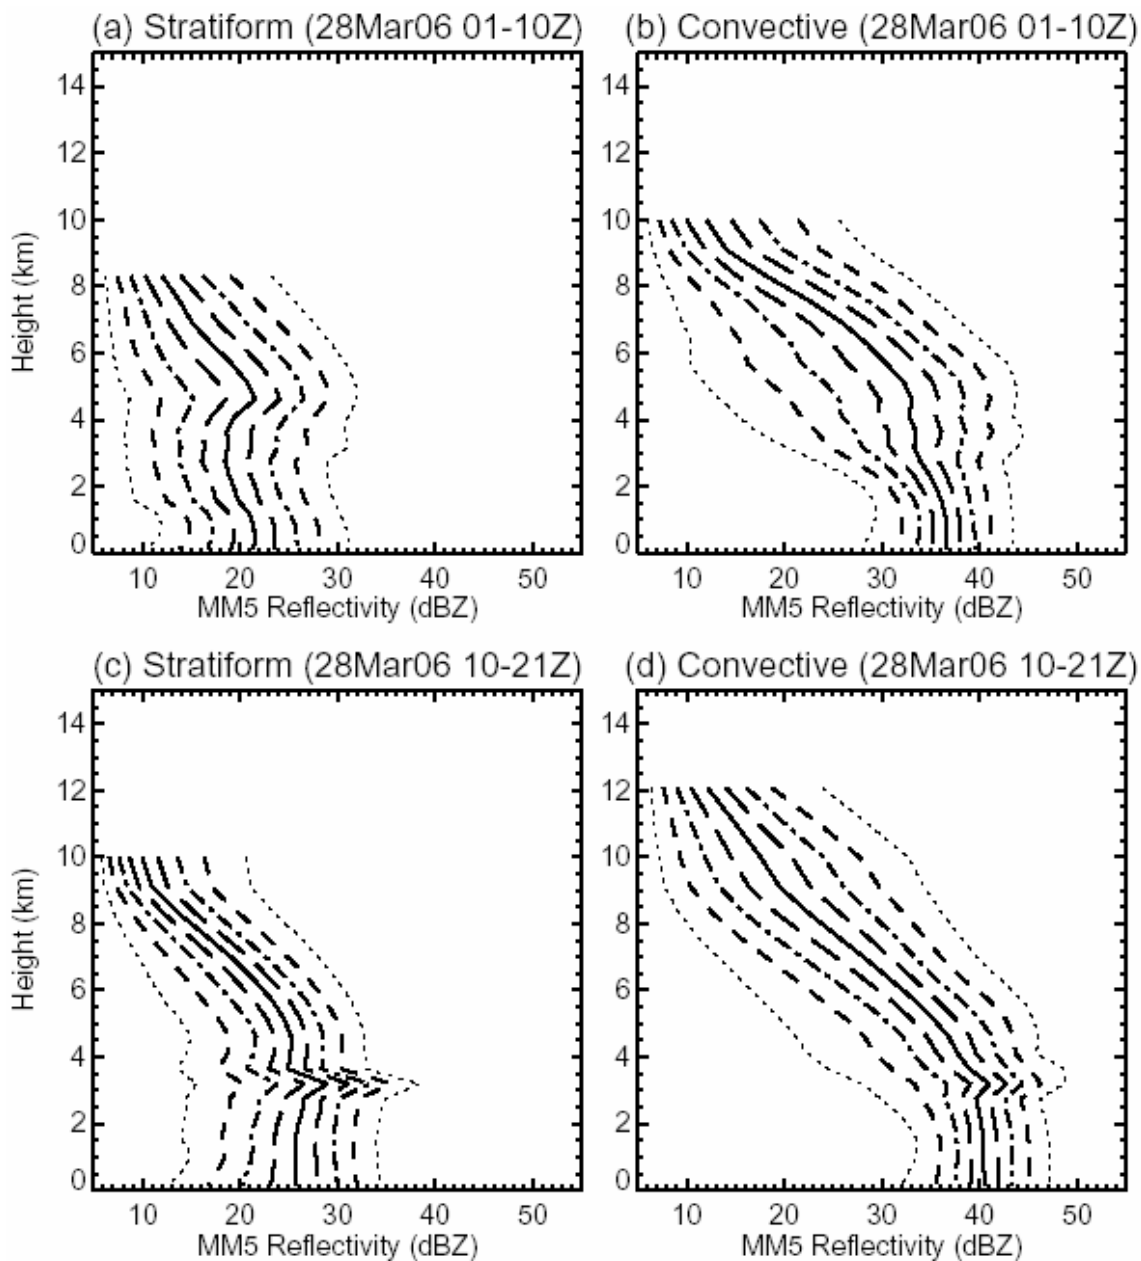 (a) Stratiform (28Mar06 01-10Z)
14
12
10
8
6
4
2
0
Height (km)
10 20 30 40 50
MM5 Reflectivity (dBZ)
(b) Convective (28Mar06 01-10Z)
14
12
10
8
6
4
2
0
10 20 30 40 50
MM5 Reflectivity (dBZ)
(c) Stratiform (28Mar06 10-21Z)
14
12
10
8
6
4
2
0
Height (km)
10 20 30 40 50
MM5 Reflectivity (dBZ)
(d) Convective (28Mar06 10-21Z)
14
12
10
8
6
4
2
0
10 20 30 40 50
MM5 Reflectivity (dBZ)